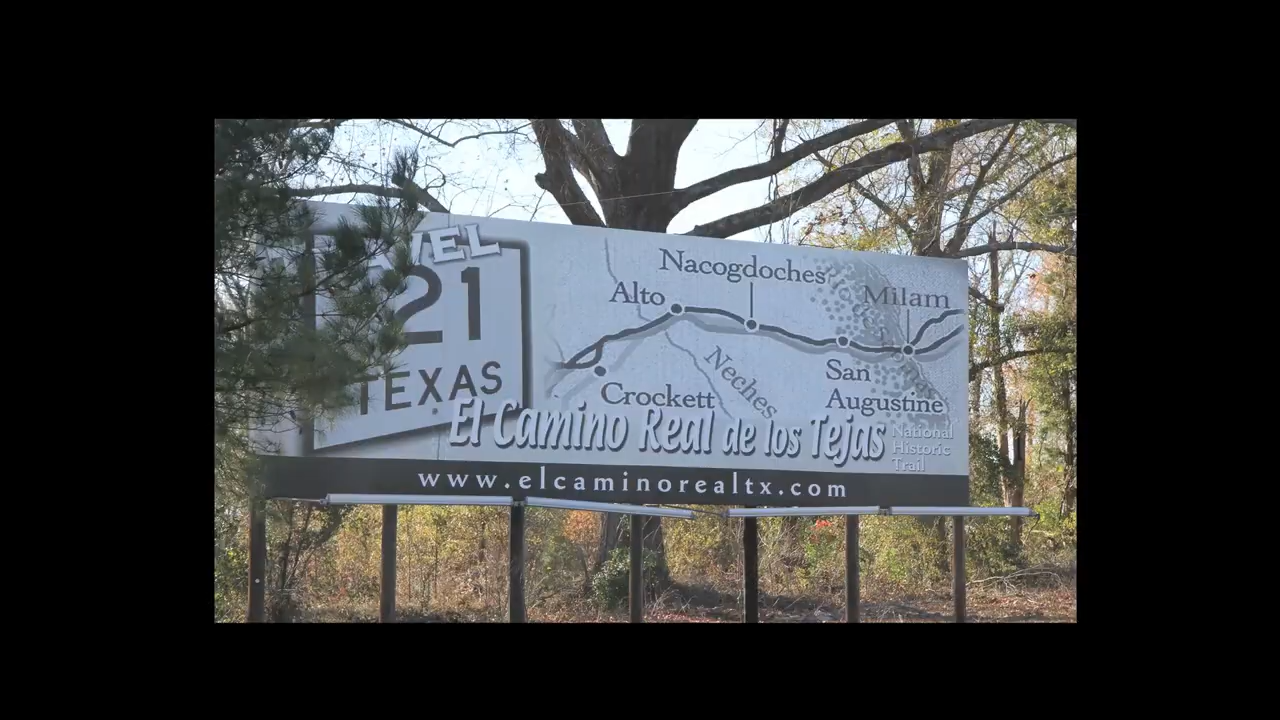 21
TEXAS
Nacogdoches
Alto
Milam
Neches
San
Augustine
Crockett
El Camino Real de los Tejas
National
Historic
Trail
www.elcaminorealtx.com